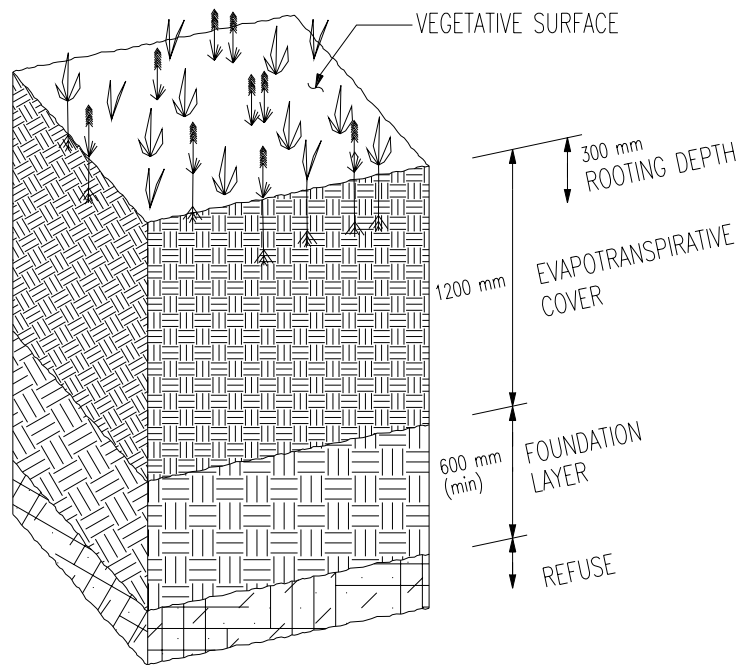 VEGETATIVE SURFACE
300 mm
ROOTING DEPTH
1200 mm
EVAPOTRANSPIRATIVE
COVER
600 mm
(min)
FOUNDATION
LAYER
REFUSE